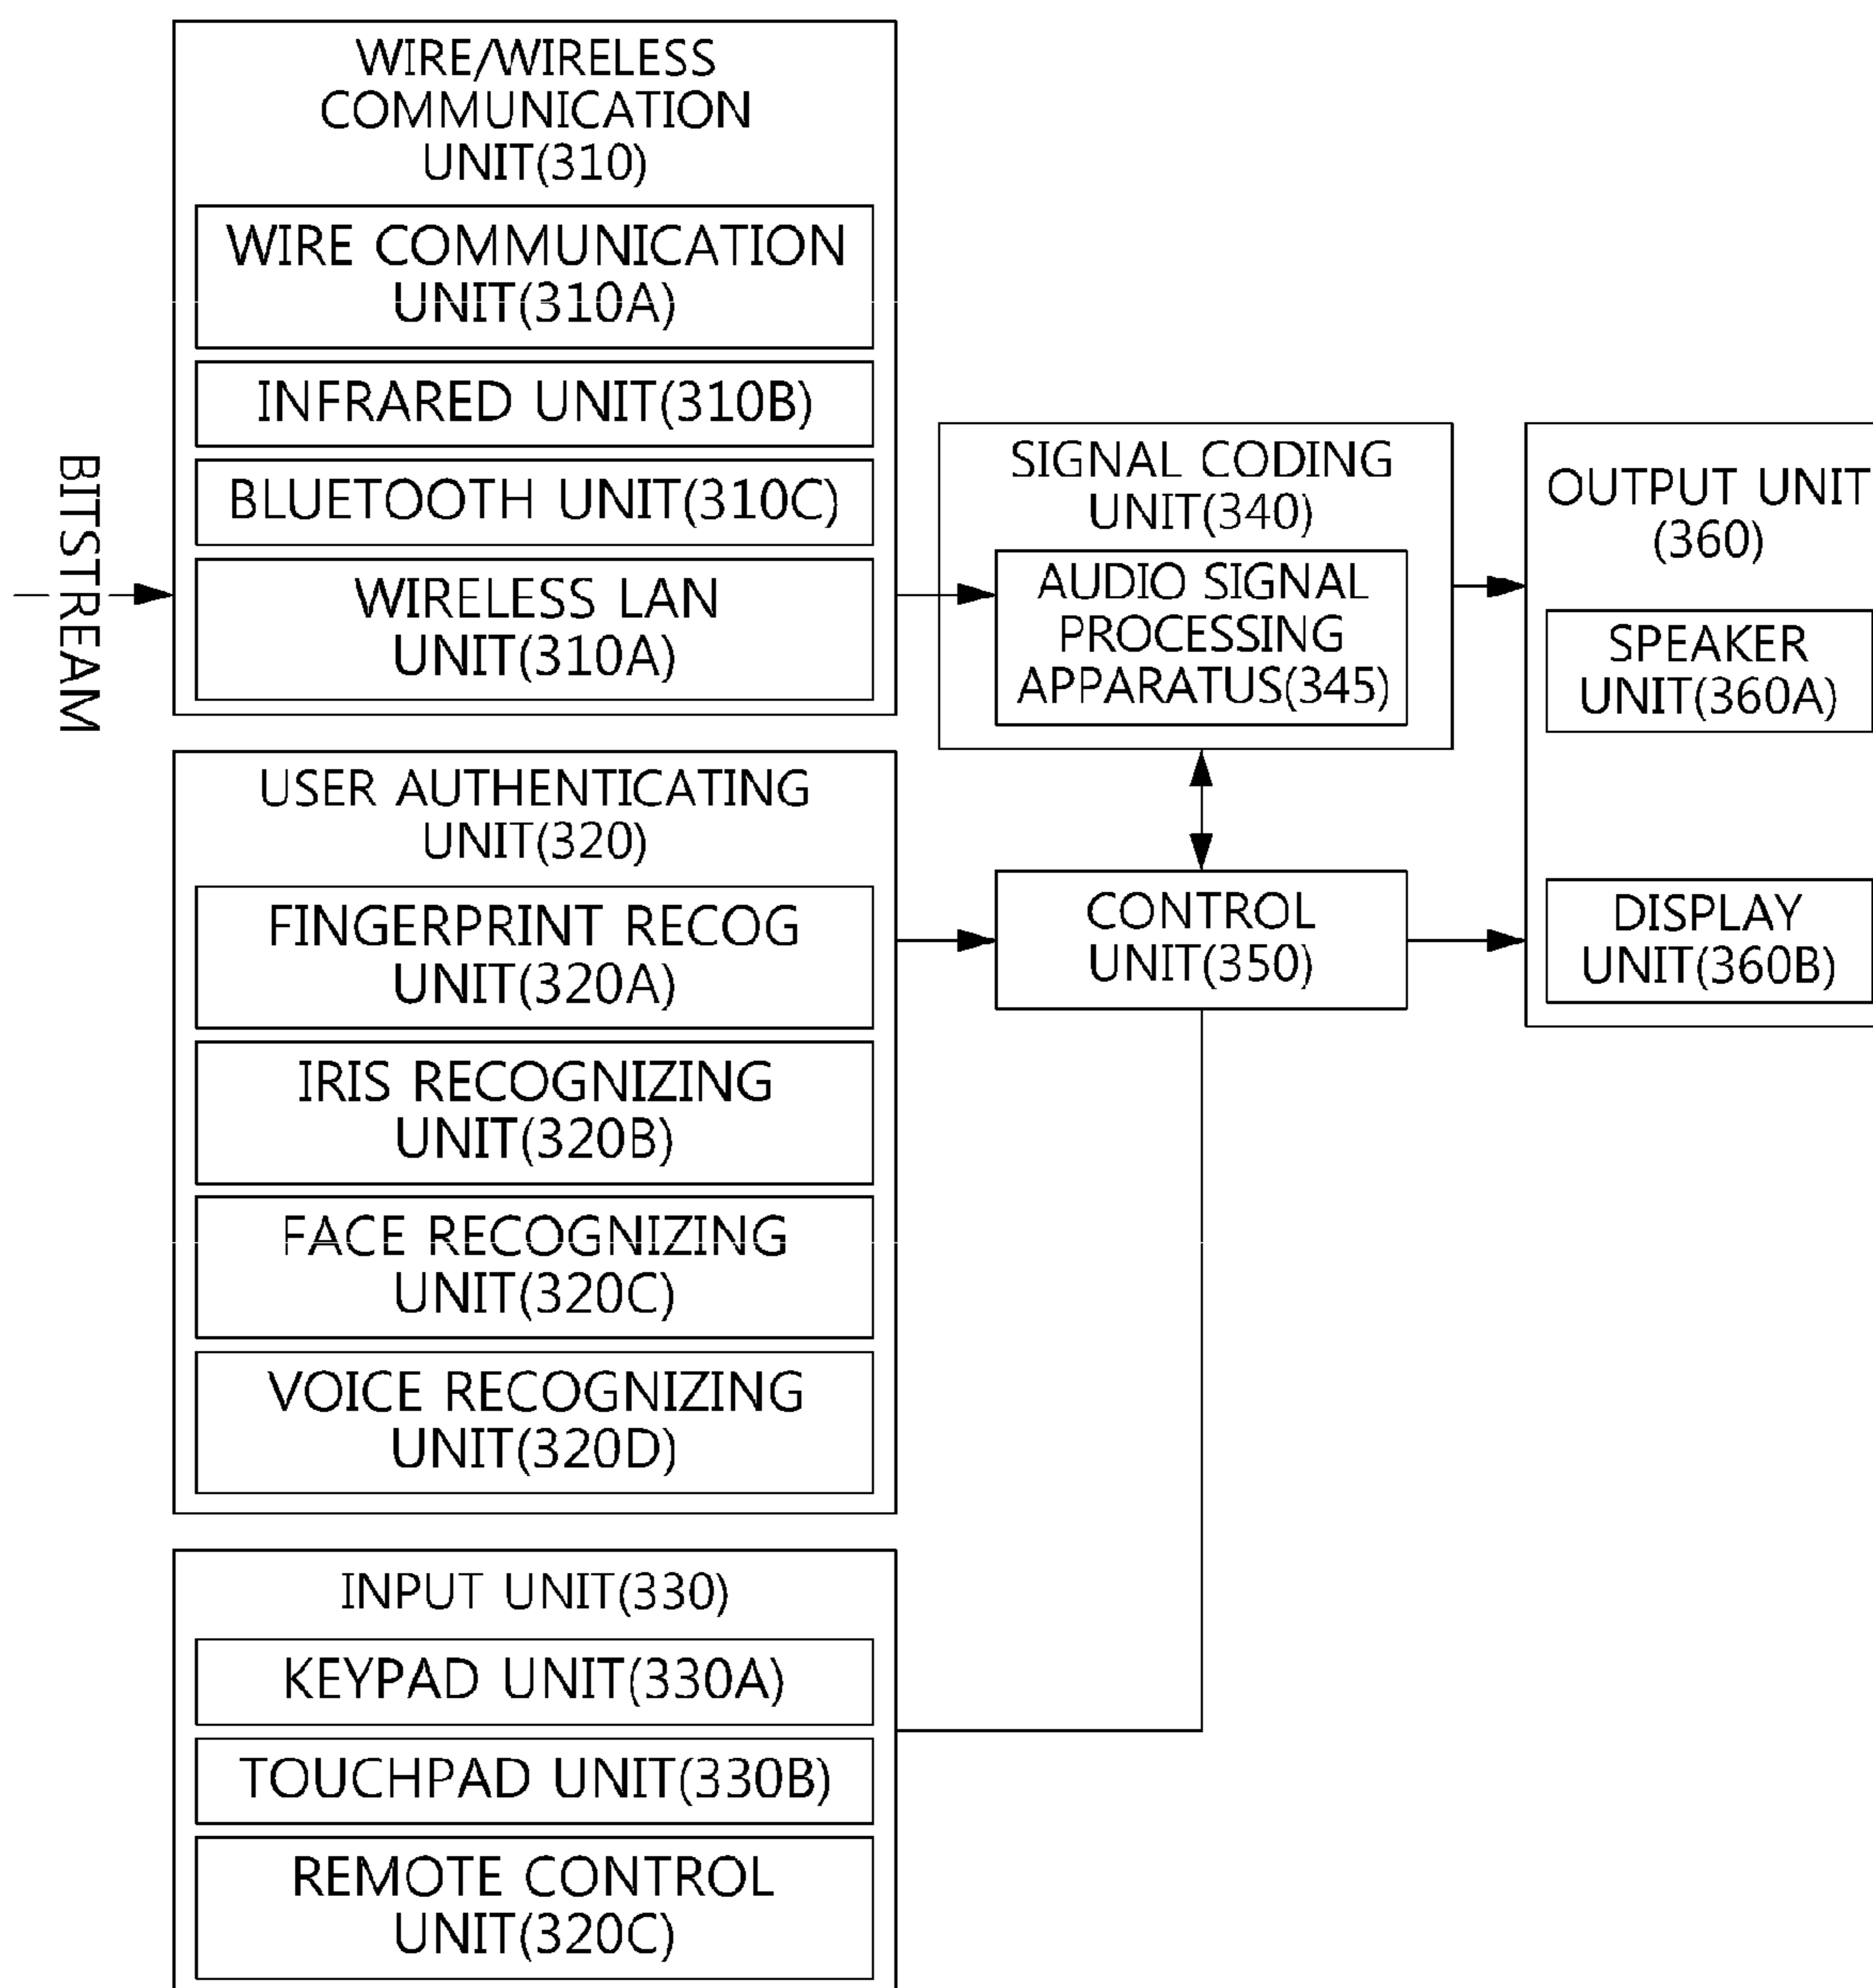 BITSTREAM
WIRE/WIRELESS
COMMUNICATION
UNIT(310)
WIRE COMMUNICATION
UNIT(310A)
INFRARED UNIT(310B)
BLUETOOTH UNIT(310C)
WIRELESS LAN
UNIT(310A)
USER AUTHENTICATING
UNIT(320)
FINGERPRINT RECOG
UNIT(320A)
IRIS RECOGNIZING
UNIT(320B)
FACE RECOGNIZING
UNIT(320C)
VOICE RECOGNIZING
UNIT(320D)
INPUT UNIT(330)
KEYPAD UNIT(330A)
TOUCHPAD UNIT(330B)
REMOTE CONTROL
UNIT(320C)
SIGNAL CODING
UNIT(340)
AUDIO SIGNAL
PROCESSING
APPARATUS(345)
CONTROL
UNIT(350)
OUTPUT UNIT
(360)
SPEAKER
UNIT(360A)
DISPLAY
UNIT(360B)